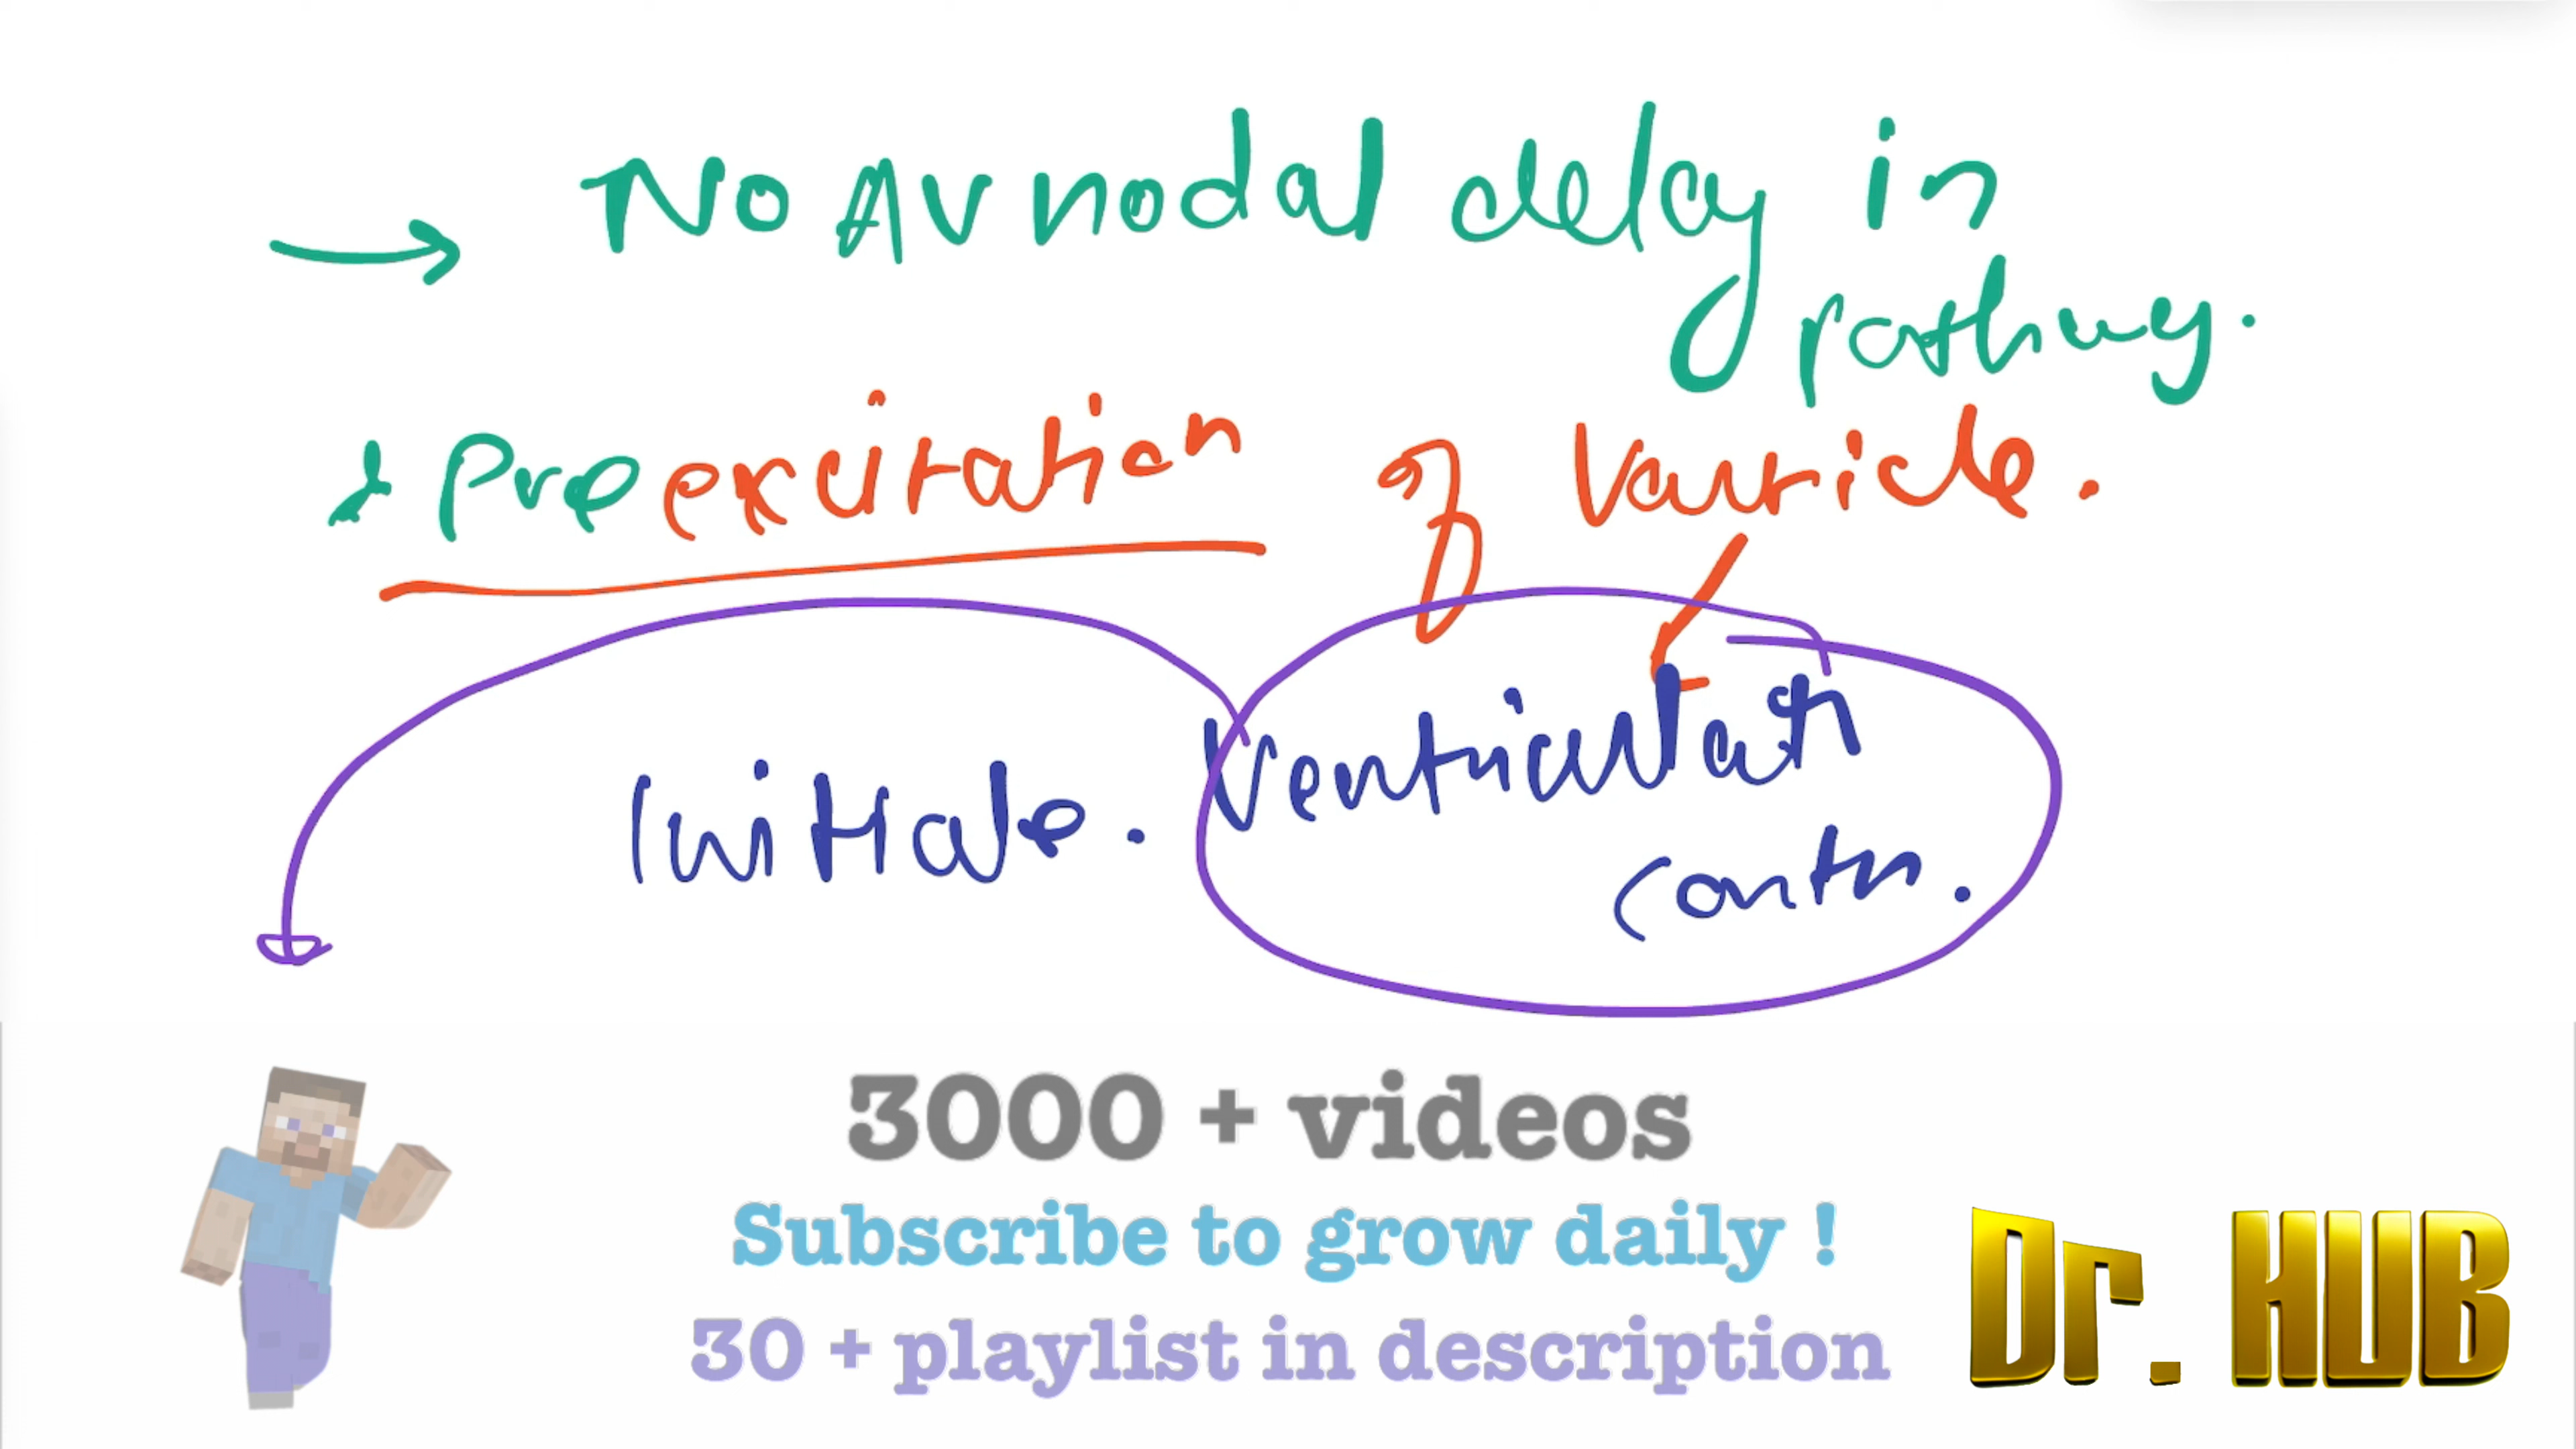 → No AV nodal delay in
pathway.
& Preexcitation of Ventricle.
Initiate. Ventricular
contrn.
3000 + videos
Subscribe to grow daily !
30 + playlist in description
Dr. HUB